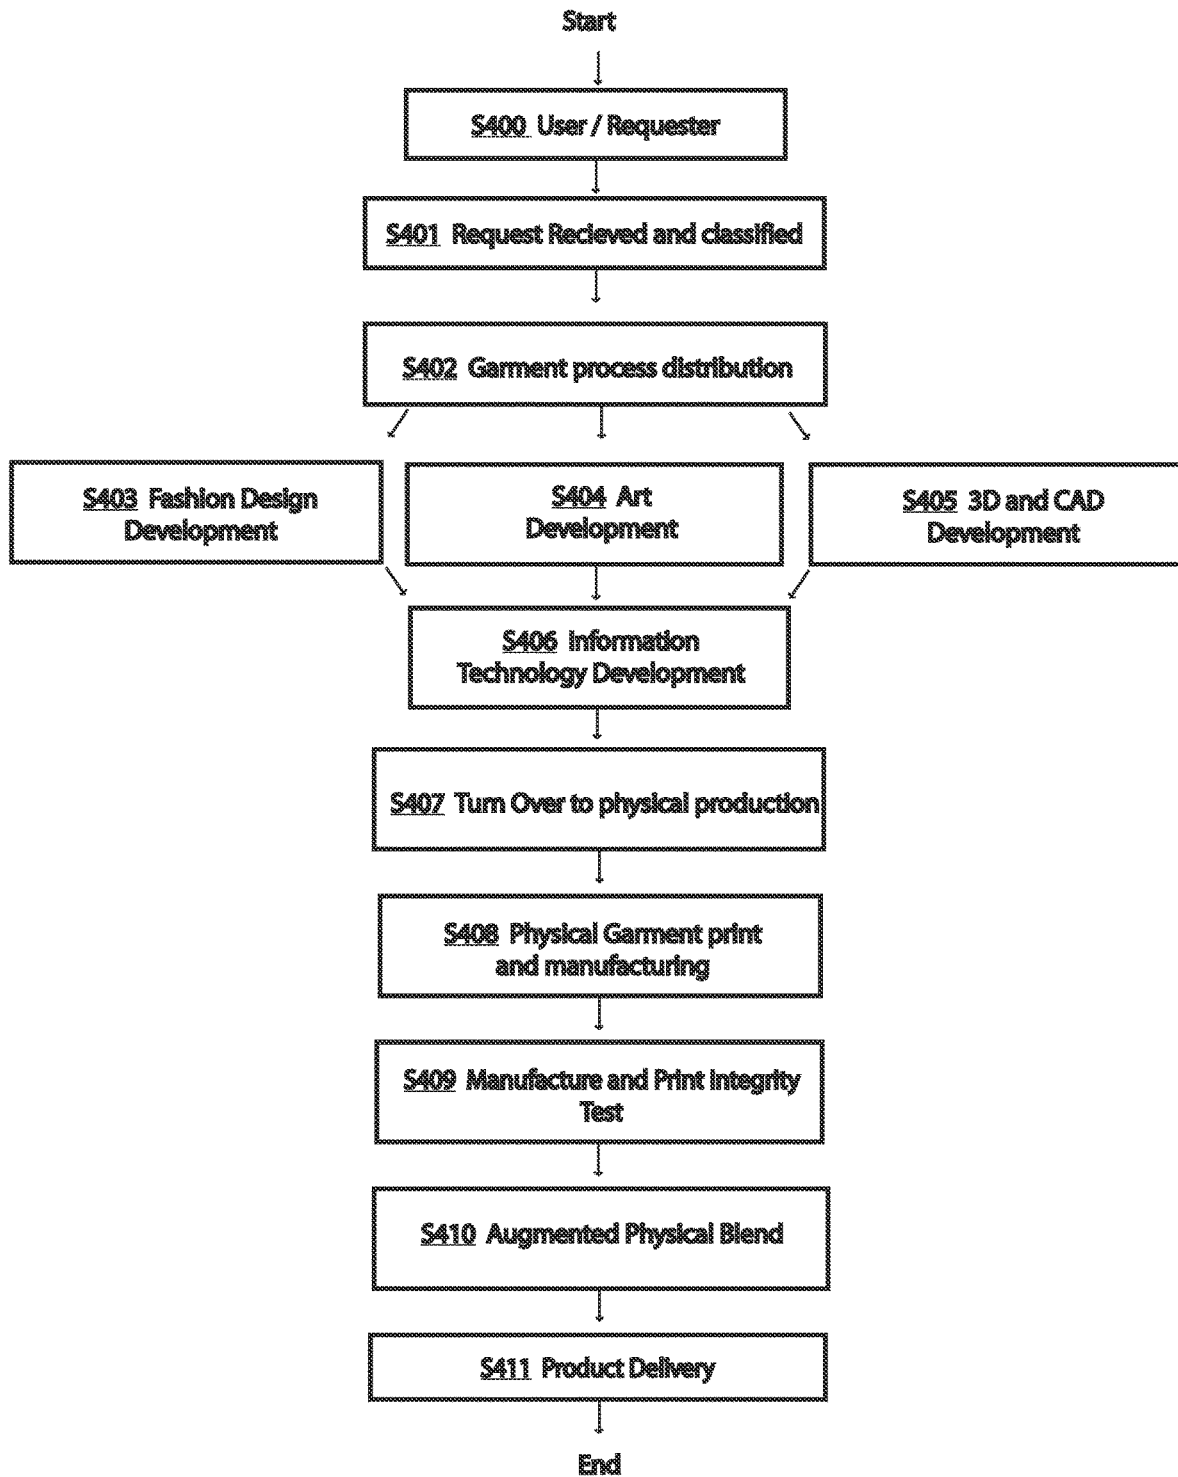 Start
S400 User / Requester
S401 Request Recieved and classified
S402 Garment process distribution
S403 Fashion Design
Development
S404 Art
Development
S405 3D and CAD
Development
S406 Information
Technology Development
S407 Turn Over to physical production
S408 Physical Garment print
and manufacturing
S409 Manufacture and Print Integrity
Test
S410 Augmented Physical Blend
S411 Product Delivery
End